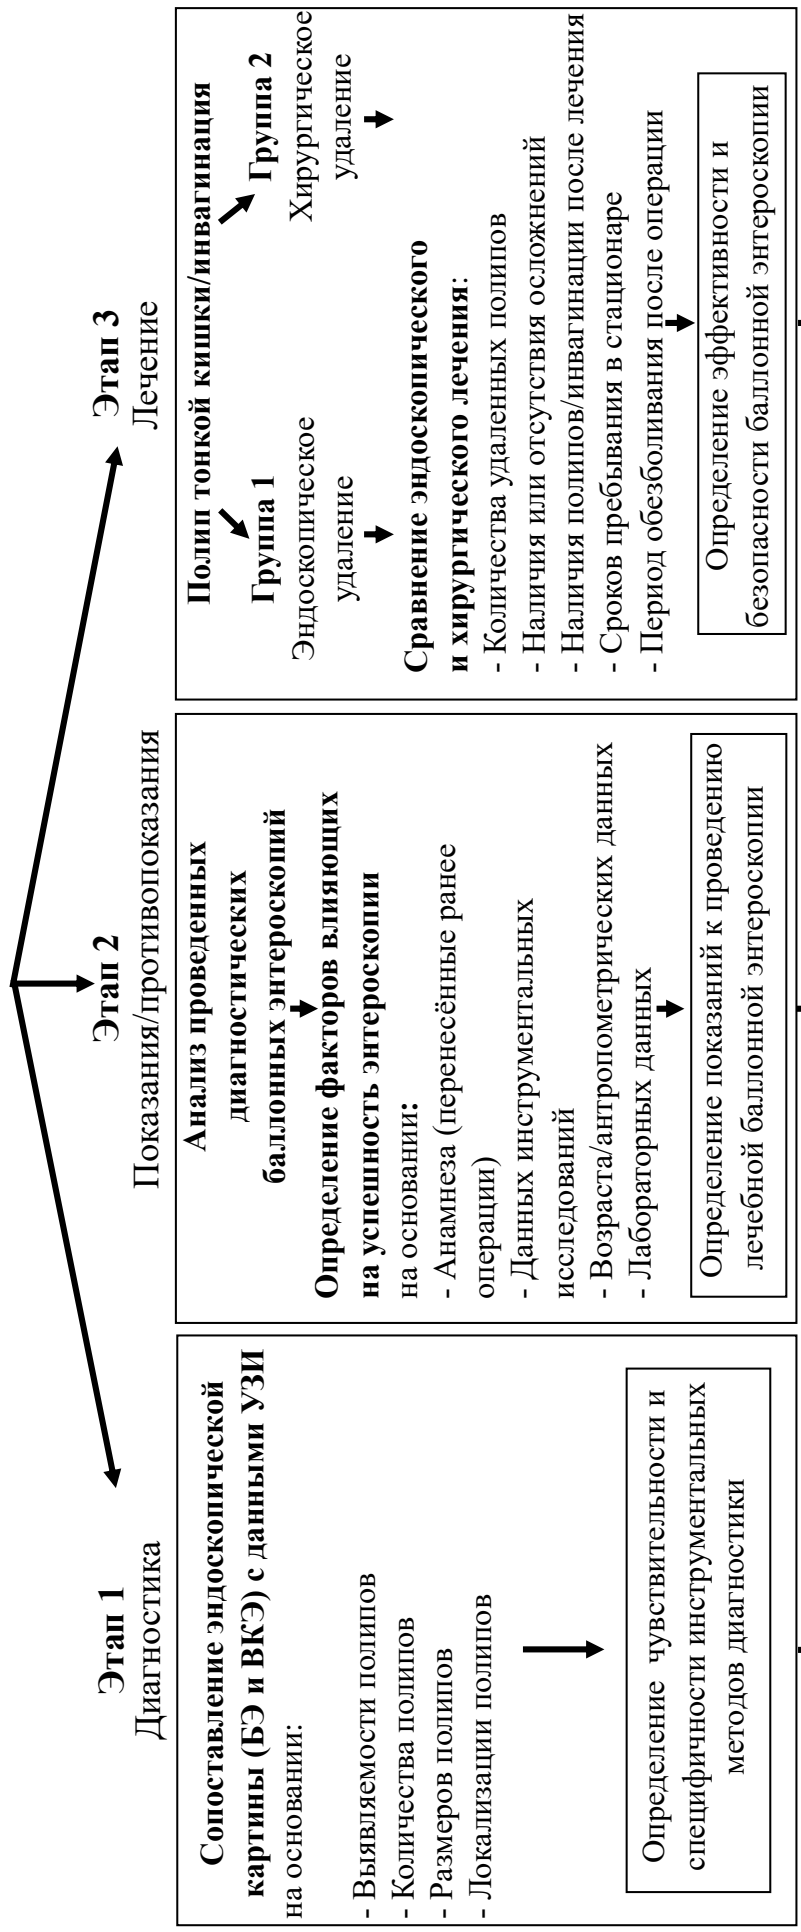 Этап 1
Диагностика
Сопоставление эндоскопической
картины (БЭ и ВКЭ) с данными УЗИ
на основании:
- Выявляемости полипов
- Количества полипов
- Размеров полипов
- Локализации полипов
Определение чувствительности и
специфичности инструментальных
методов диагностики
Этап 2
Показания/противопоказания
Анализ проведенных
диагностических
баллонных энтероскопий
Определение факторов влияющих
на успешность энтероскопии
на основании:
- Анамнеза (перенесённые ранее
операции)
- Данных инструментальных
исследований
- Возраста/антропометрических данных
- Лабораторных данных
Определение показаний к проведению
лечебной баллонной энтероскопии
Этап 3
Лечение
Полип тонкой кишки/инвагинация
Группа 1
Эндоскопическое
удаление
Группа 2
Хирургическое
удаление
Сравнение эндоскопического
и хирургического лечения:
- Количества удаленных полипов
- Наличия или отсутствия осложнений
- Наличия полипов/инвагинации после лечения
- Сроков пребывания в стационаре
- Период обезболивания после операции
Определение эффективности и
безопасности баллонной энтероскопии